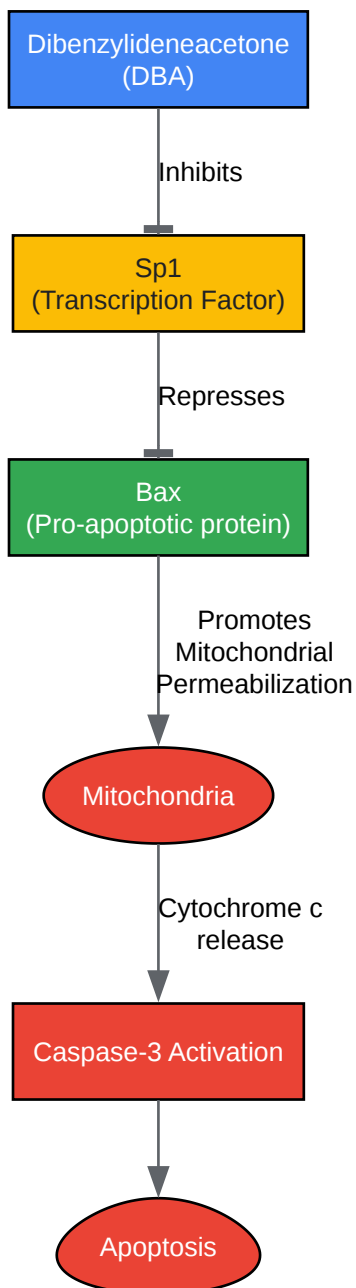 Dibenzylideneacetone
(DBA)
Inhibits
Sp1
(Transcription Factor)
Represses
Bax
(Pro-apoptotic protein)
Promotes
Mitochondrial
Permeabilization
Mitochondria
Cytochrome c
release
Caspase-3 Activation
Apoptosis